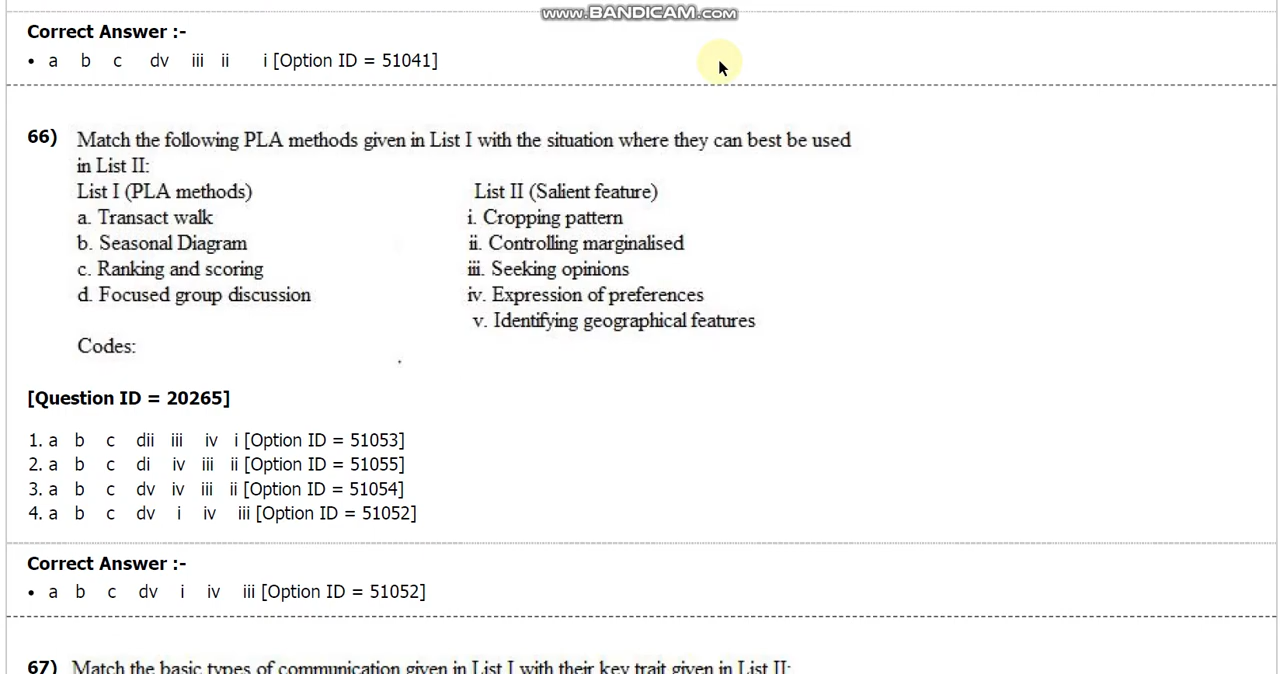 www.BANDICAM.com
Correct Answer :-
• a b c dv iii ii i [Option ID = 51041]
66) Match the following PLA methods given in List I with the situation where they can best be used
in List II:
List I (PLA methods) List II (Salient feature)
a. Transact walk i. Cropping pattern
b. Seasonal Diagram ii. Controlling marginalised
c. Ranking and scoring iii. Seeking opinions
d. Focused group discussion iv. Expression of preferences
v. Identifying geographical features
Codes:
[Question ID = 20265]
1. a b c dii iii iv i [Option ID = 51053]
2. a b c di iv iii ii [Option ID = 51055]
3. a b c dv iv iii ii [Option ID = 51054]
4. a b c dv i iv iii [Option ID = 51052]
Correct Answer :-
• a b c dv i iv iii [Option ID = 51052]
67) Match the basic types of communication given in List I with their key trait given in List II: